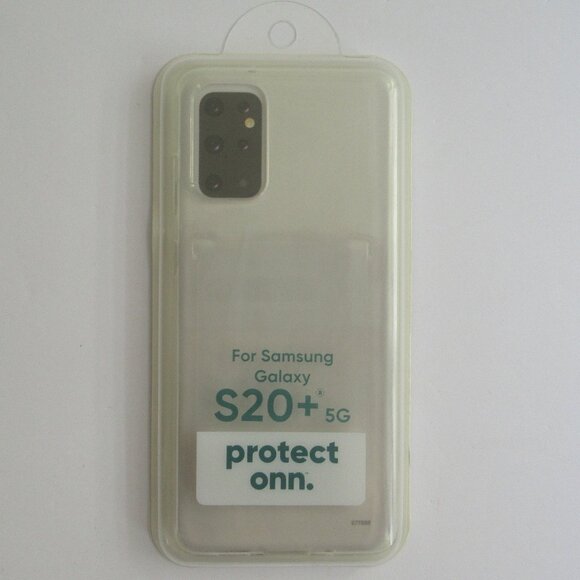 For Samsung
Galaxy
S20+® 5G
protect
onn.